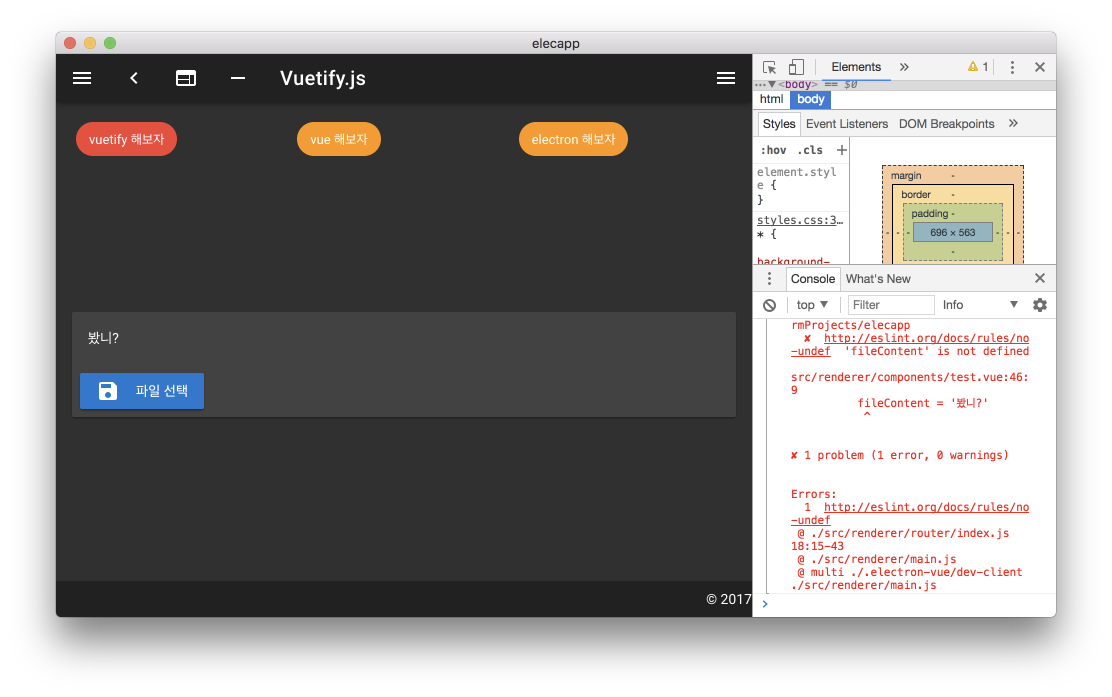 elecapp
Vuetify.js
vuetify 해보자
vue 해보자
electron 해보자
봤니?
파일 선택
© 2017
Elements
1
<body> == $0
html body
Styles Event Listeners DOM Breakpoints
:hov .cls +
element.styl
e {
}
styles.css:3…
* {
background-
margin -
border -
padding -
- - - 696 × 563 - - -
-
Console What's New
top Filter Info
rmProjects/elecapp
✘ http://eslint.org/docs/rules/no
-undef 'fileContent' is not defined
src/renderer/components/test.vue:46:
9
fileContent = '봤니?'
^
✘ 1 problem (1 error, 0 warnings)
Errors:
1 http://eslint.org/docs/rules/no
-undef
@ ./src/renderer/router/index.js
18:15-43
@ ./src/renderer/main.js
@ multi ./.electron-vue/dev-client
./src/renderer/main.js